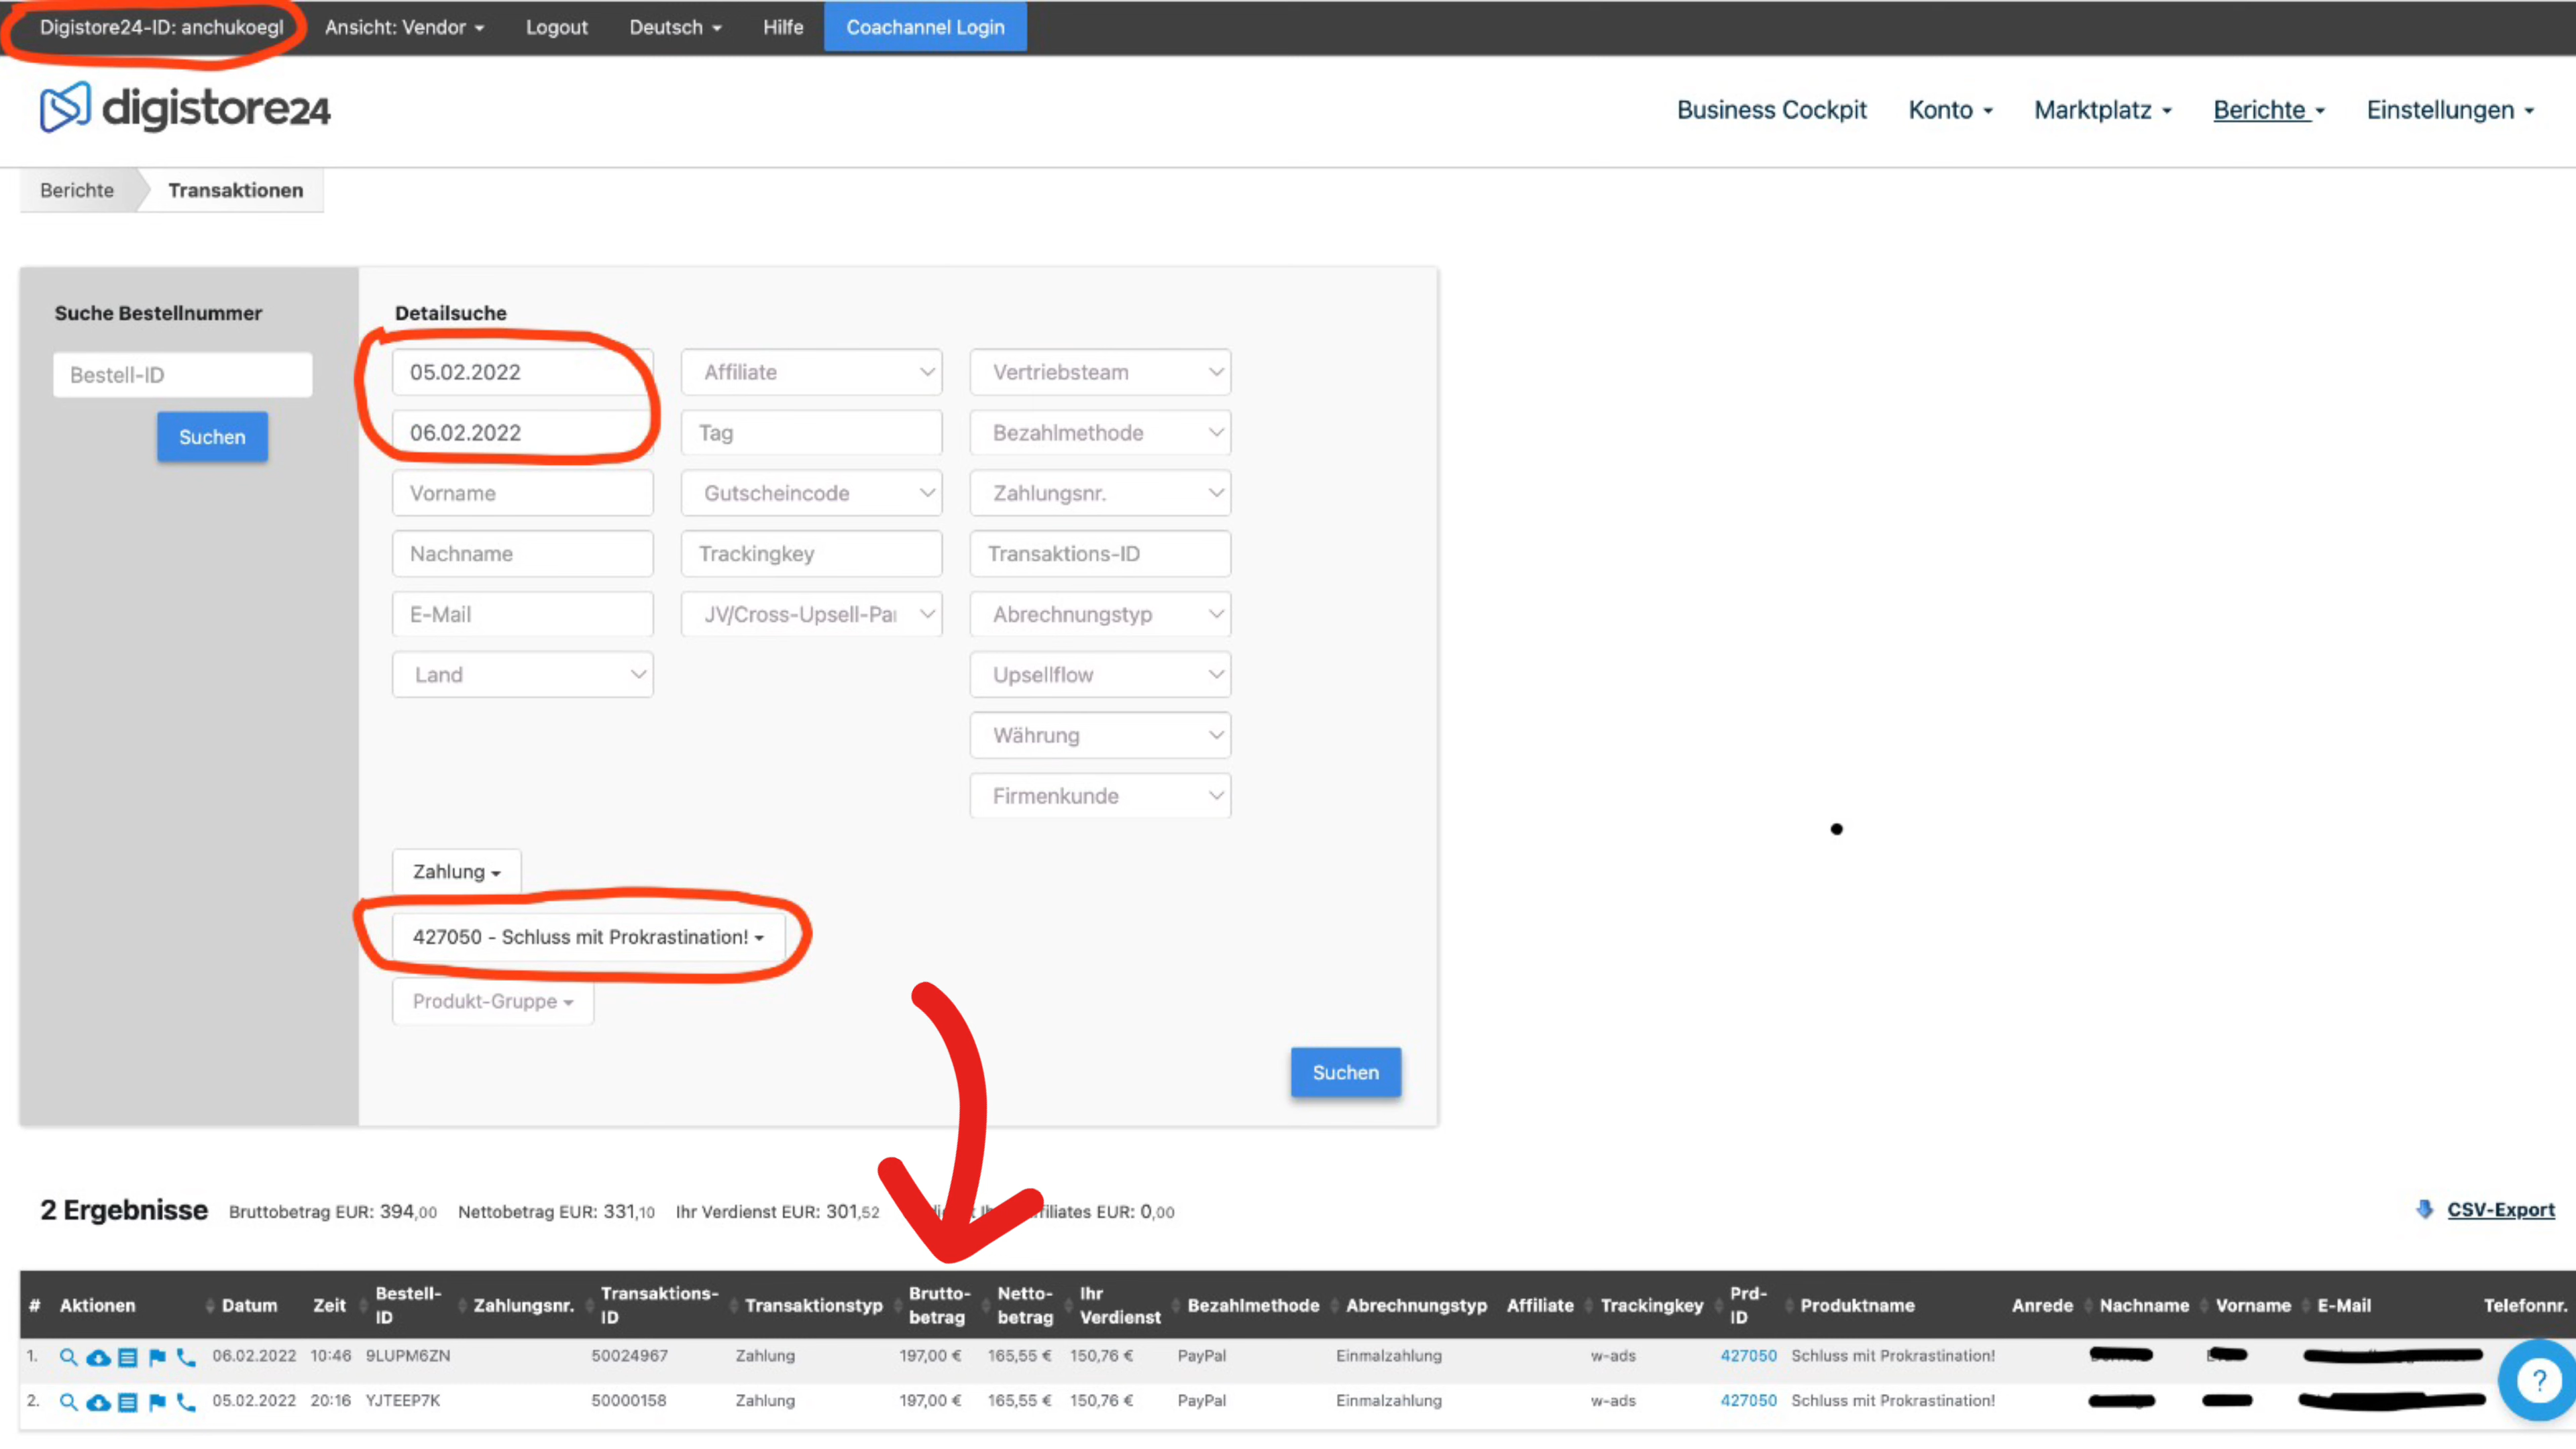 Digistore24-ID: anchukoegl Ansicht: Vendor Logout Deutsch Hilfe Coachannel Login
digistore24
Business Cockpit Konto Marktplatz Berichte Einstellungen
Berichte Transaktionen
Suche Bestellnummer
Bestell-ID
Suchen
Detailsuche
05.02.2022 Affiliate Vertriebsteam
06.02.2022 Tag Bezahlmethode
Vorname Gutscheincode Zahlungsnr.
Nachname Trackingkey Transaktions-ID
E-Mail JV/Cross-Upsell-Pa Abrechnungstyp
Land Upsellflow
Währung
Firmenkunde
Zahlung
427050 - Schluss mit Prokrastination!
Produkt-Gruppe
Suchen
2 Ergebnisse Bruttobetrag EUR: 394,00 Nettobetrag EUR: 331,10 Ihr Verdienst EUR: 301,52 EUR: 0,00
CSV-Export
# Aktionen Datum Zeit Bestell-ID Zahlungsnr. Transaktions-ID Transaktionstyp Brutto-betrag Netto-betrag Ihr Verdienst Bezahlmethode Abrechnungstyp Affiliate Trackingkey Prd-ID Produktname Anrede Nachname Vorname E-Mail Telefonnr.
1. 06.02.2022 10:46 9LUPM6ZN 50024967 Zahlung 197,00 € 165,55 € 150,76 € PayPal Einmalzahlung w-ads 427050 Schluss mit Prokrastination!
2. 05.02.2022 20:16 YJTEEP7K 50000158 Zahlung 197,00 € 165,55 € 150,76 € PayPal Einmalzahlung w-ads 427050 Schluss mit Prokrastination!
?